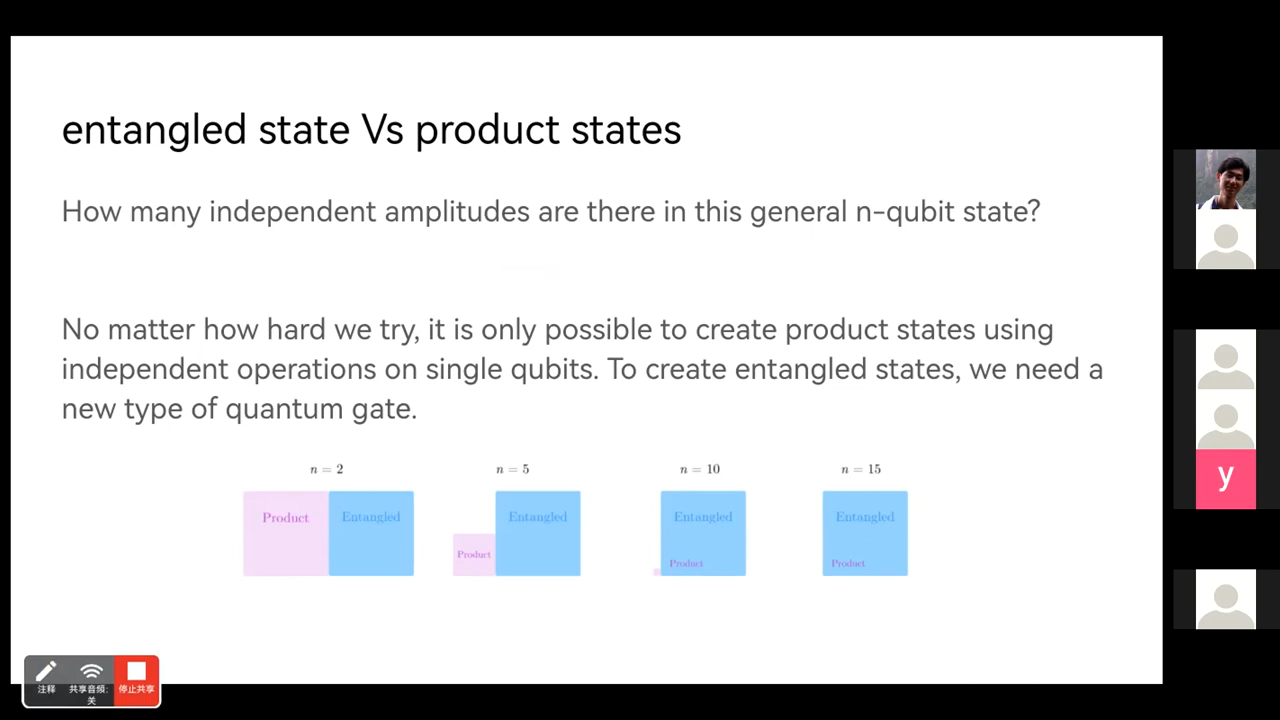 entangled state Vs product states
How many independent amplitudes are there in this general n-qubit state?
No matter how hard we try, it is only possible to create product states using
independent operations on single qubits. To create entangled states, we need a
new type of quantum gate.
n = 2
n = 5
n = 10
n = 15
Product
Entangled
Product
Entangled
Entangled
Product
Entangled
Product
y
注释
共享音频:
关
停止共享